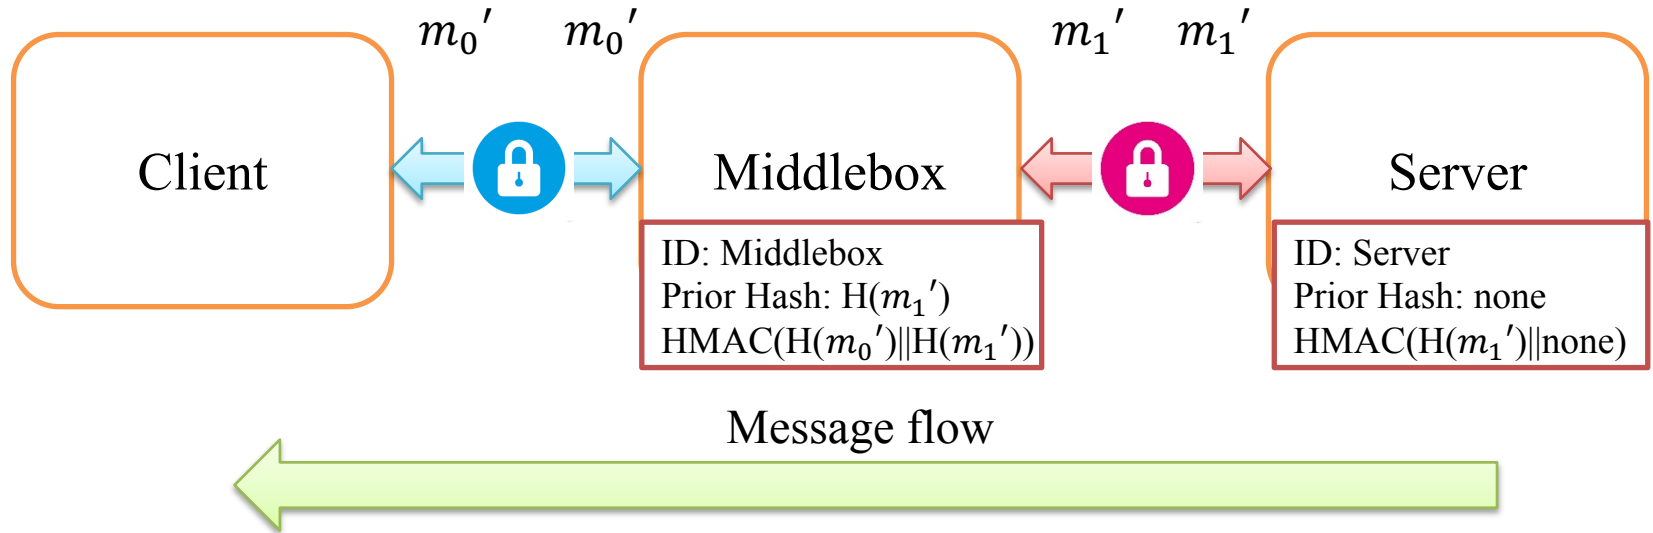 m₀′ m₀′ m₁′ m₁′
Client
Middlebox
Server
ID: Middlebox
Prior Hash: H(m₁′)
HMAC(H(m₀′)||H(m₁′))
ID: Server
Prior Hash: none
HMAC(H(m₁′)||none)
Message flow